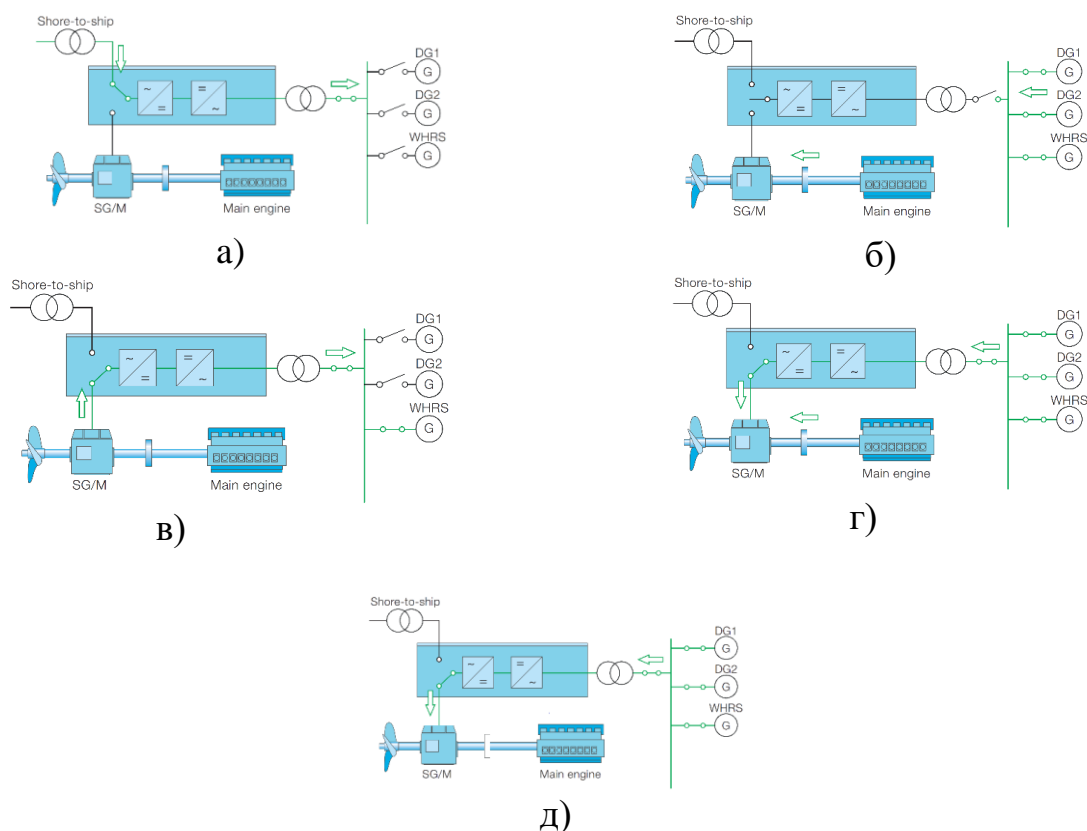 Shore-to-ship
DG1
G
DG2
G
WHRS
G
~
=
=
~
SG/M
Main engine
а)
Shore-to-ship
DG1
G
DG2
G
WHRS
G
~
=
=
~
SG/M
Main engine
б)
Shore-to-ship
DG1
G
DG2
G
WHRS
G
~
=
=
~
SG/M
Main engine
в)
Shore-to-ship
DG1
G
DG2
G
WHRS
G
~
=
=
~
SG/M
Main engine
г)
Shore-to-ship
DG1
G
DG2
G
WHRS
G
~
=
=
~
SG/M
Main engine
д)